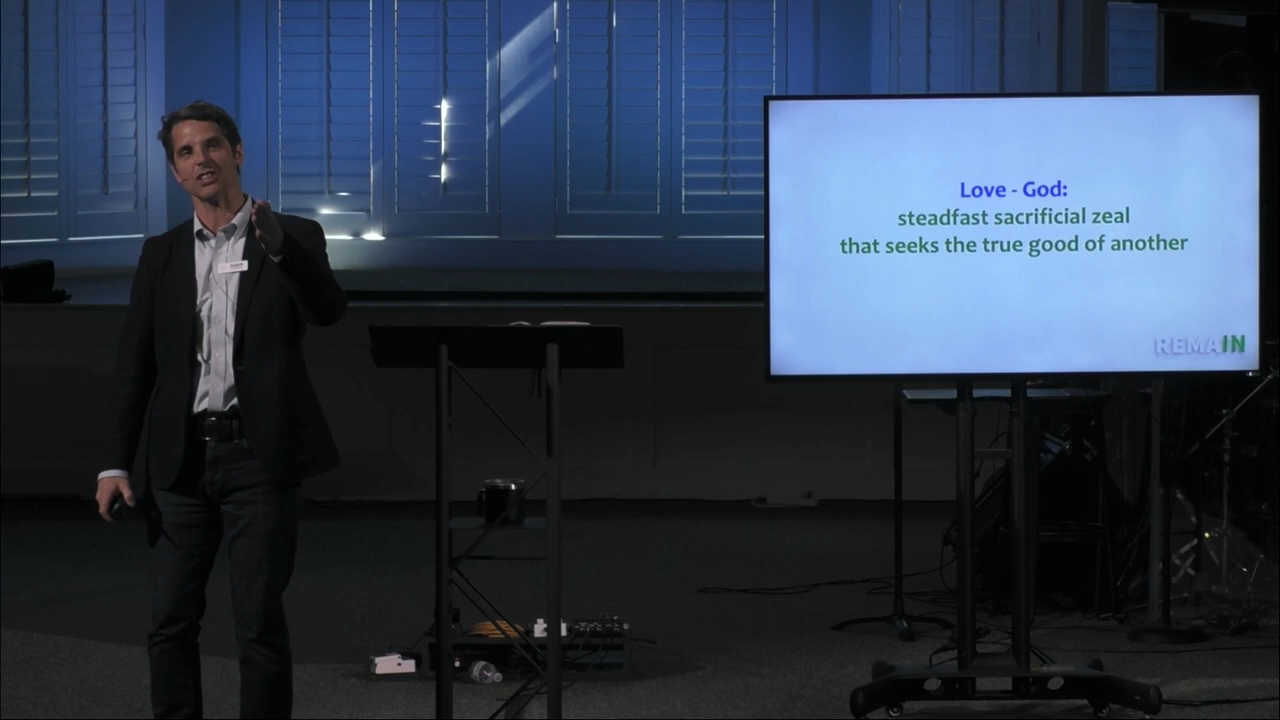 Love - God:
steadfast sacrificial zeal
that seeks the true good of another
REMAIN